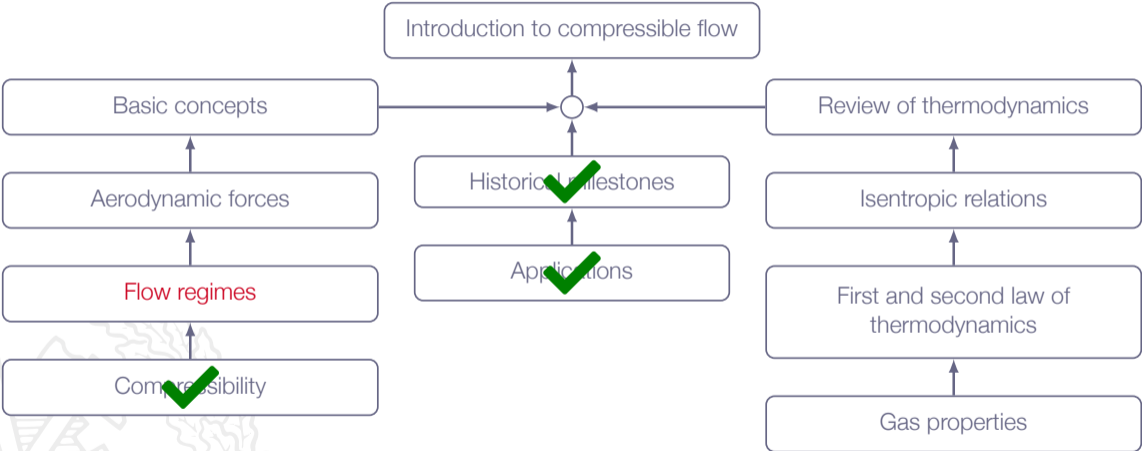 Introduction to compressible flow
Basic concepts
Review of thermodynamics
Historical milestones
Aerodynamic forces
Isentropic relations
Applications
Flow regimes
First and second law of
thermodynamics
Compressibility
Gas properties